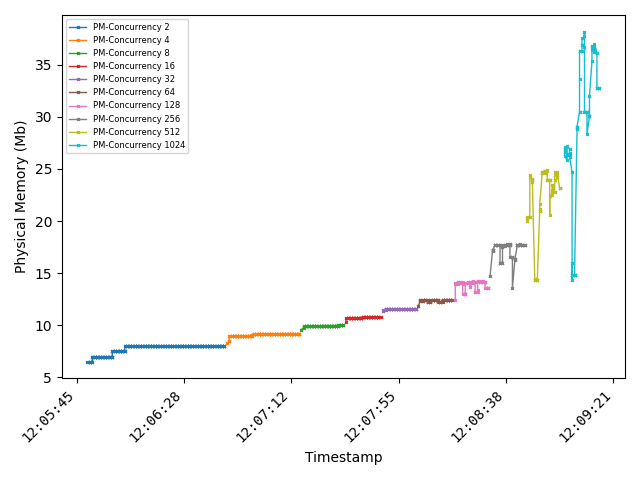 PM-Concurrency 2
PM-Concurrency 4
PM-Concurrency 8
PM-Concurrency 16
PM-Concurrency 32
PM-Concurrency 64
PM-Concurrency 128
PM-Concurrency 256
PM-Concurrency 512
PM-Concurrency 1024
Physical Memory (Mb)
35
30
25
20
15
10
5
12:05:45
12:06:28
12:07:12
12:07:55
12:08:38
12:09:21
Timestamp